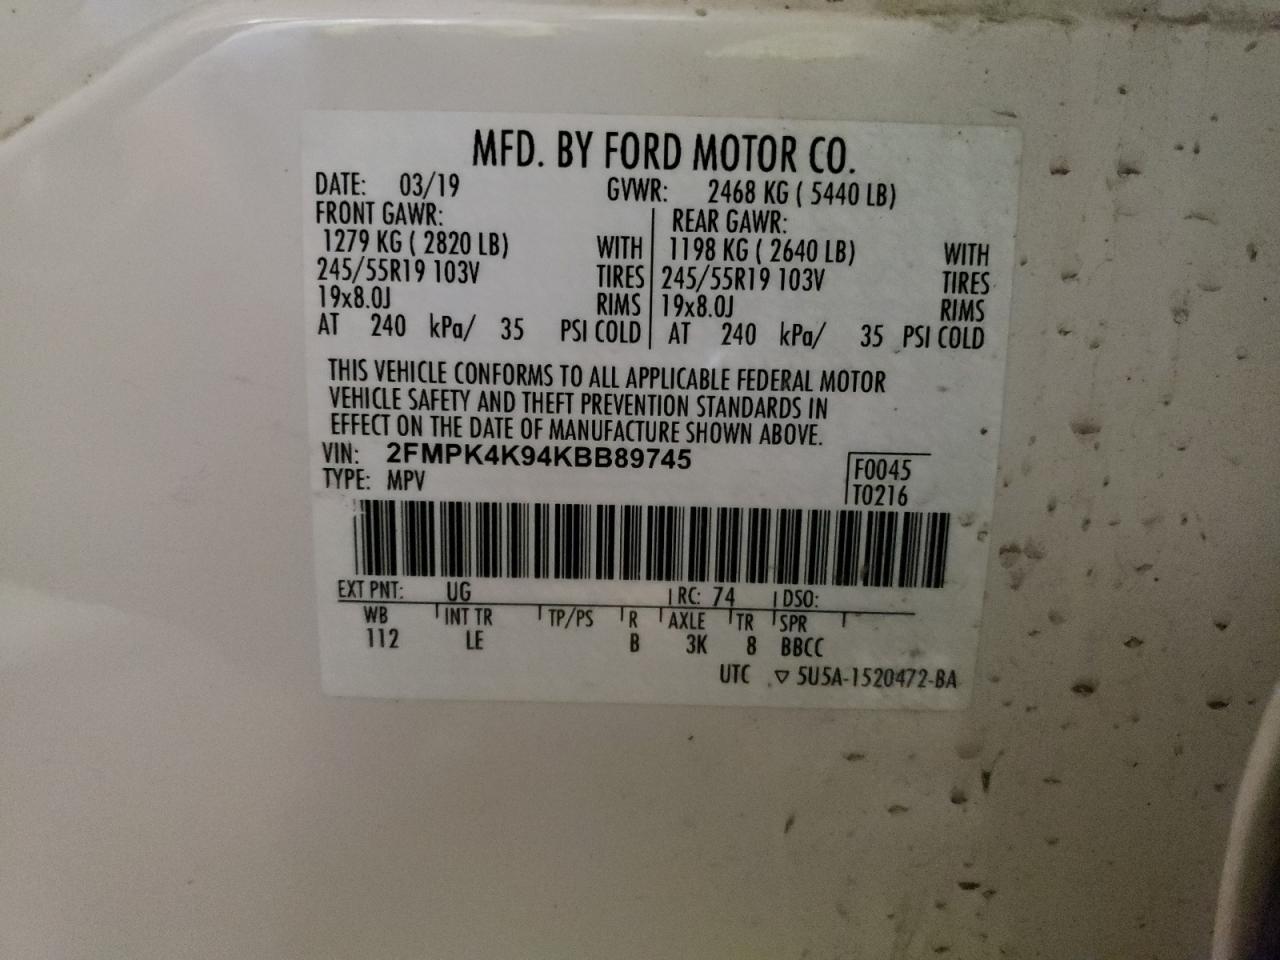 MFD. BY FORD MOTOR CO.
DATE: 03/19 GVWR: 2468 KG ( 5440 LB)
FRONT GAWR: REAR GAWR:
1279 KG ( 2820 LB) WITH 1198 KG ( 2640 LB) WITH
245/55R19 103V TIRES 245/55R19 103V TIRES
19x8.0J RIMS 19x8.0J RIMS
AT 240 kPa/ 35 PSI COLD AT 240 kPa/ 35 PSI COLD
THIS VEHICLE CONFORMS TO ALL APPLICABLE FEDERAL MOTOR
VEHICLE SAFETY AND THEFT PREVENTION STANDARDS IN
EFFECT ON THE DATE OF MANUFACTURE SHOWN ABOVE.
VIN: 2FMPK4K94KBB89745 F0045
TYPE: MPV T0216
EXT PNT: UG RC: 74 DSO:
WB INT TR TP/PS R AXLE TR SPR
112 LE B 3K 8 BBCC
UTC ▽ 5U5A-1520472-BA